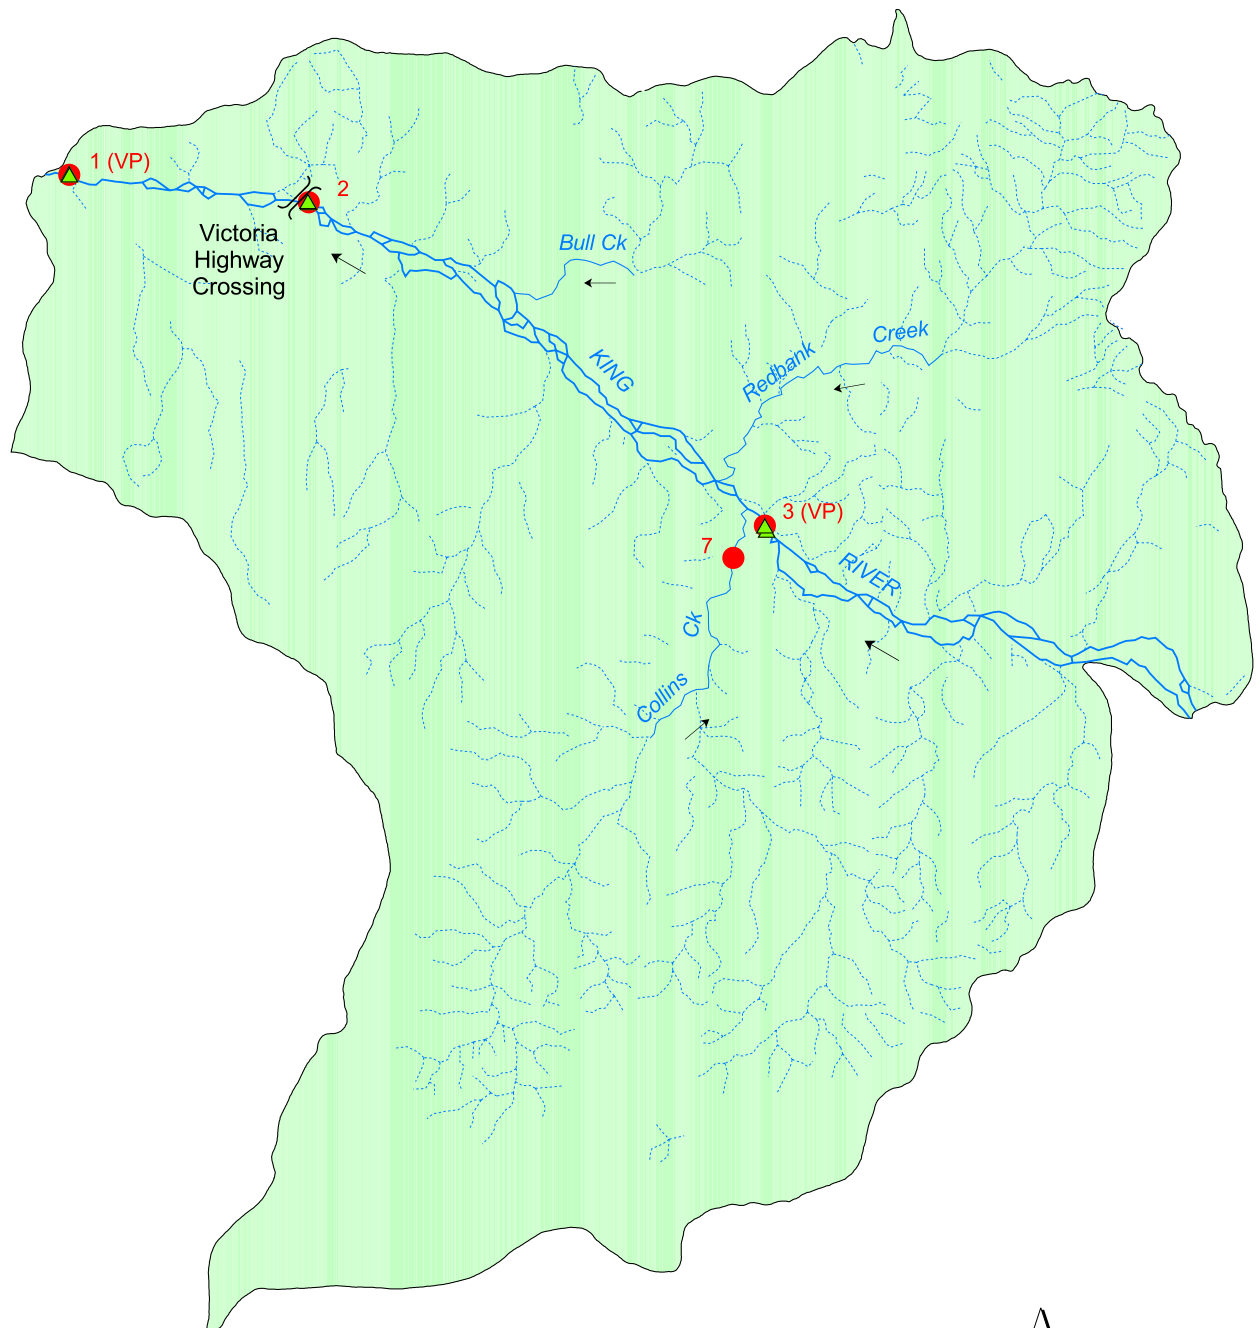 1 (VP)
2
Victoria
Highway
Crossing
Bull Ck
KING
Redbank
Creek
3 (VP)
7
RIVER
Ck
Collins